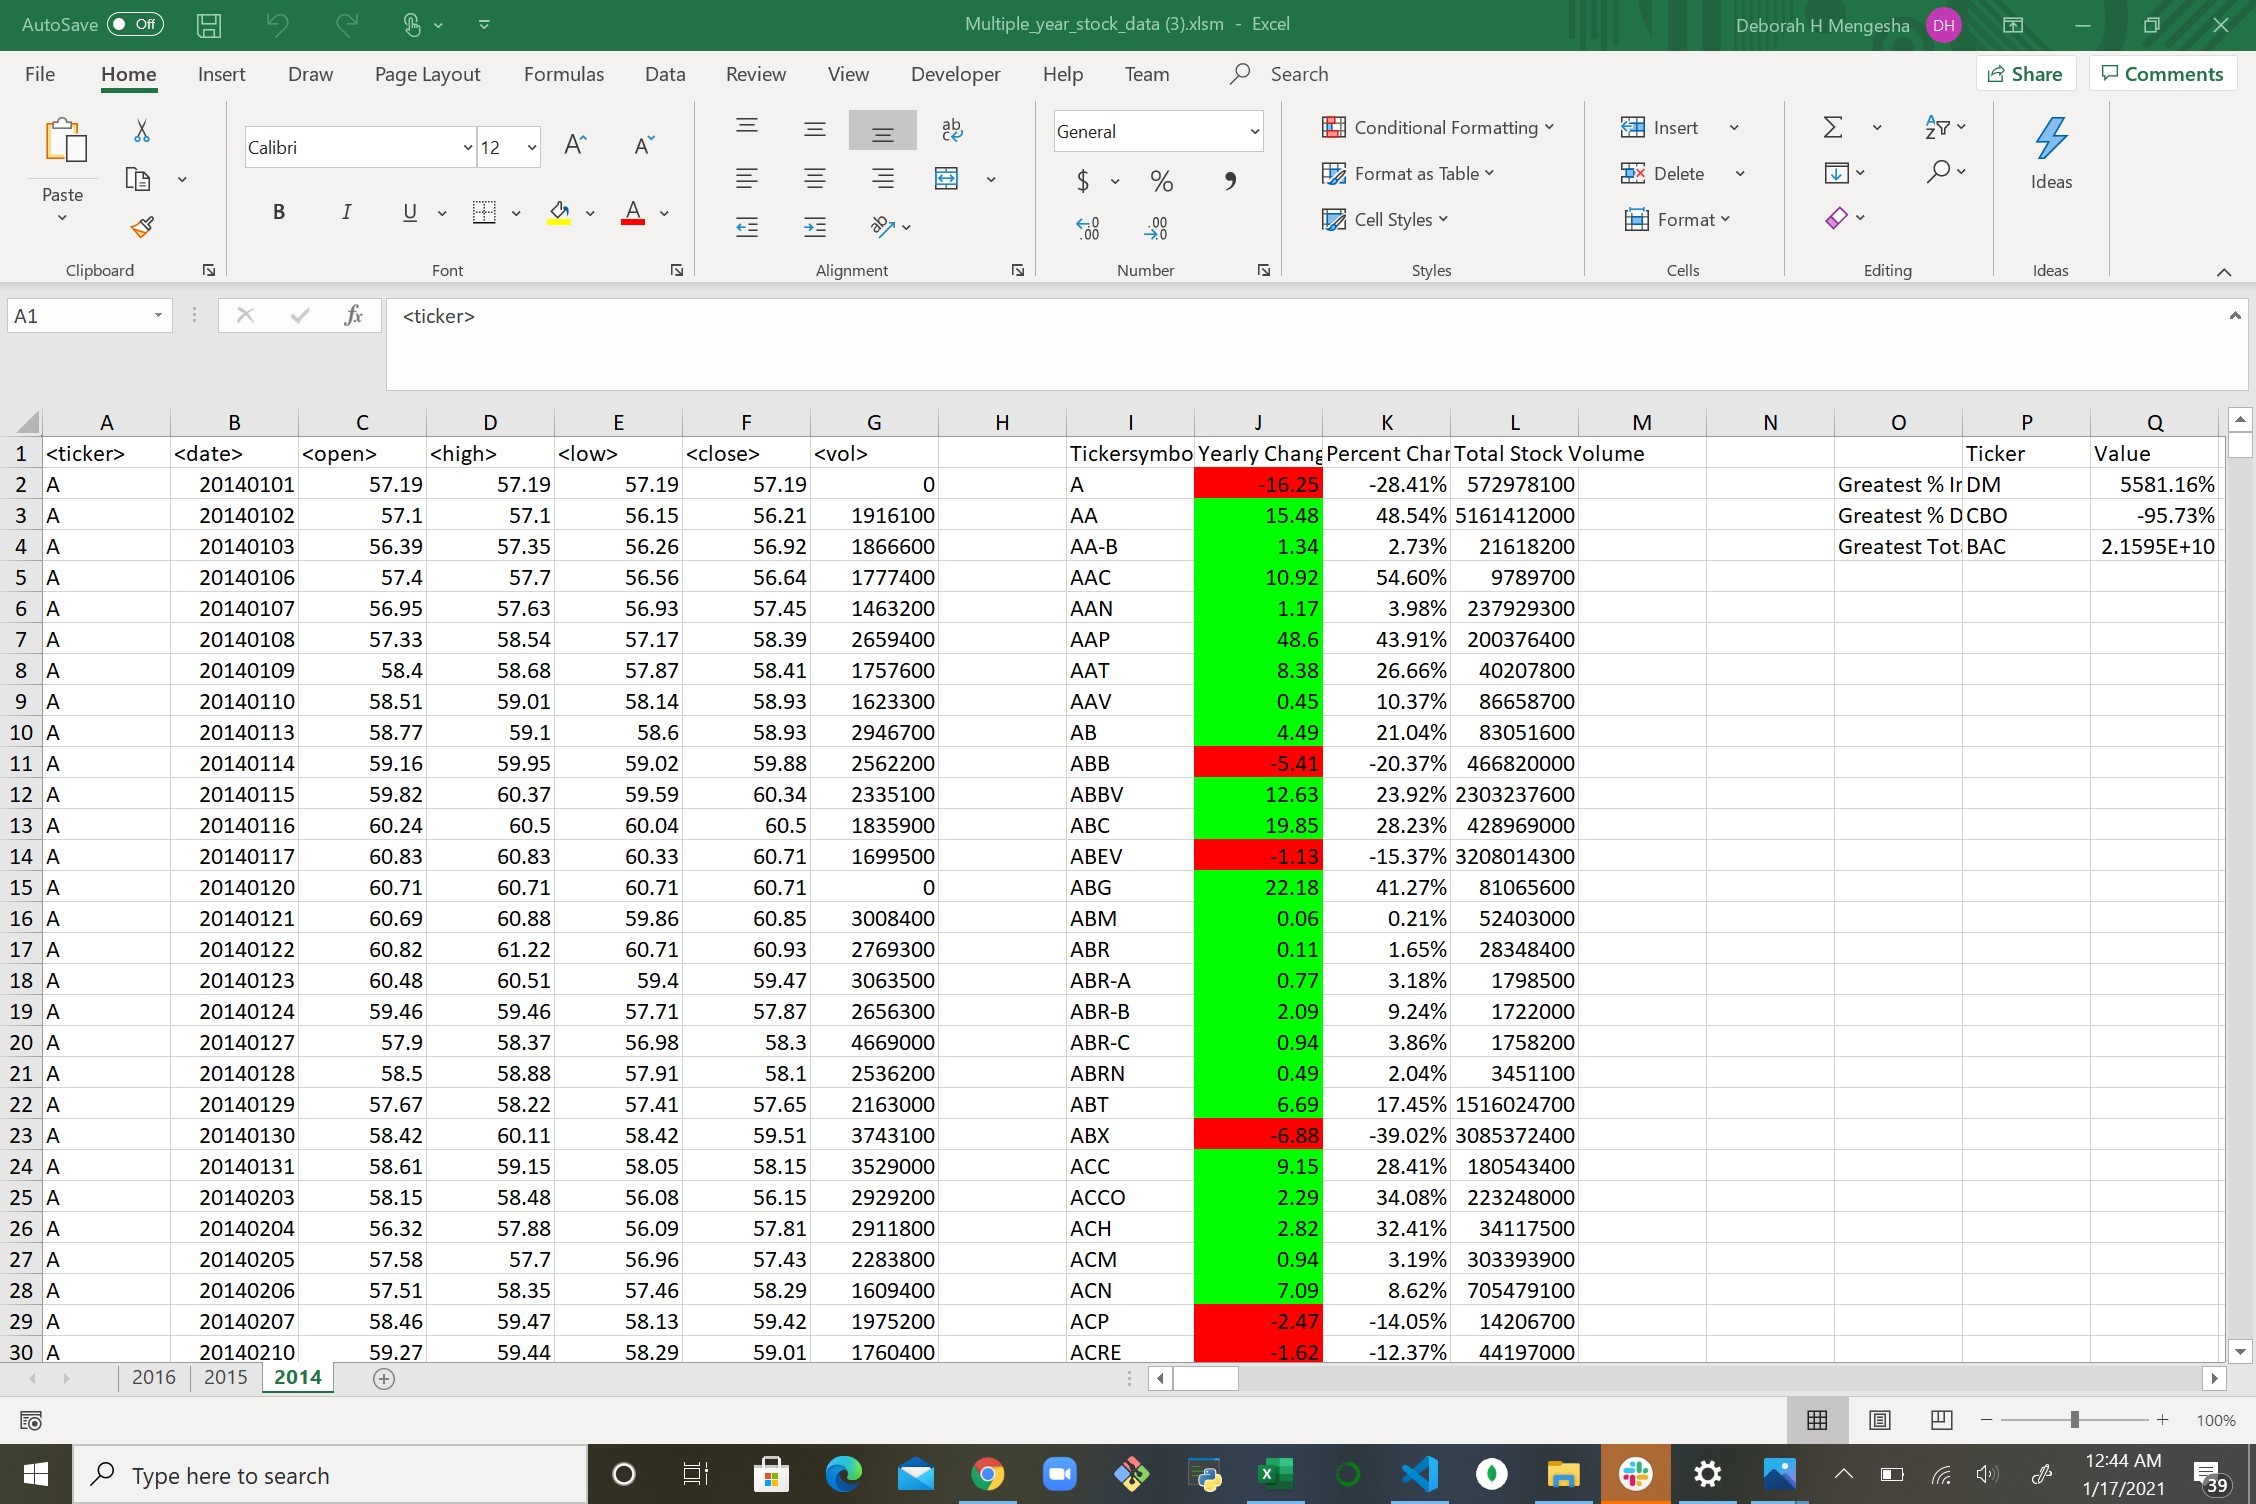 AutoSave Off Multiple_year_stock_data (3).xlsm - Excel Deborah H Mengesha DH
File Home Insert Draw Page Layout Formulas Data Review View Developer Help Team Search Share Comments
Paste
Calibri 12
B I U A
General
$ % 9
Conditional Formatting
Format as Table
Cell Styles
Insert
Delete
Format
Ideas
Clipboard Font Alignment Number Styles Cells Editing Ideas
A1 fx <ticker>
A B C D E F G H I J K L M N O P Q
1 <ticker> <date> <open> <high> <low> <close> <vol> Tickersymbo Yearly Chang Percent Char Total Stock Volume Ticker Value
2 A 20140101 57.19 57.19 57.19 57.19 0 A -16.25 -28.41% 572978100 Greatest % Ir DM 5581.16%
3 A 20140102 57.1 57.1 56.15 56.21 1916100 AA 15.48 48.54% 5161412000 Greatest % D CBO -95.73%
4 A 20140103 56.39 57.35 56.26 56.92 1866600 AA-B 1.34 2.73% 21618200 Greatest Tot BAC 2.1595E+10
5 A 20140106 57.4 57.7 56.56 56.64 1777400 AAC 10.92 54.60% 9789700
6 A 20140107 56.95 57.63 56.93 57.45 1463200 AAN 1.17 3.98% 237929300
7 A 20140108 57.33 58.54 57.17 58.39 2659400 AAP 48.6 43.91% 200376400
8 A 20140109 58.4 58.68 57.87 58.41 1757600 AAT 8.38 26.66% 40207800
9 A 20140110 58.51 59.01 58.14 58.93 1623300 AAV 0.45 10.37% 86658700
10 A 20140113 58.77 59.1 58.6 58.93 2946700 AB 4.49 21.04% 83051600
11 A 20140114 59.16 59.95 59.02 59.88 2562200 ABB -5.41 -20.37% 466820000
12 A 20140115 59.82 60.37 59.59 60.34 2335100 ABBV 12.63 23.92% 2303237600
13 A 20140116 60.24 60.5 60.04 60.5 1835900 ABC 19.85 28.23% 428969000
14 A 20140117 60.83 60.83 60.33 60.71 1699500 ABEV -1.13 -15.37% 3208014300
15 A 20140120 60.71 60.71 60.71 60.71 0 ABG 22.18 41.27% 81065600
16 A 20140121 60.69 60.88 59.86 60.85 3008400 ABM 0.06 0.21% 52403000
17 A 20140122 60.82 61.22 60.71 60.93 2769300 ABR 0.11 1.65% 28348400
18 A 20140123 60.48 60.51 59.4 59.47 3063500 ABR-A 0.77 3.18% 1798500
19 A 20140124 59.46 59.46 57.71 57.87 2656300 ABR-B 2.09 9.24% 1722000
20 A 20140127 57.9 58.37 56.98 58.3 4669000 ABR-C 0.94 3.86% 1758200
21 A 20140128 58.5 58.88 57.91 58.1 2536200 ABRN 0.49 2.04% 3451100
22 A 20140129 57.67 58.22 57.41 57.65 2163000 ABT 6.69 17.45% 1516024700
23 A 20140130 58.42 60.11 58.42 59.51 3743100 ABX -6.88 -39.02% 3085372400
24 A 20140131 58.61 59.15 58.05 58.15 3529000 ACC 9.15 28.41% 180543400
25 A 20140203 58.15 58.48 56.08 56.15 2929200 ACCO 2.29 34.08% 223248000
26 A 20140204 56.32 57.88 56.09 57.81 2911800 ACH 2.82 32.41% 34117500
27 A 20140205 57.58 57.7 56.96 57.43 2283800 ACM 0.94 3.19% 303393900
28 A 20140206 57.51 58.35 57.46 58.29 1609400 ACN 7.09 8.62% 705479100
29 A 20140207 58.46 59.47 58.13 59.42 1975200 ACP -2.47 -14.05% 14206700
30 A 20140210 59.27 59.44 58.29 59.01 1760400 ACRE -1.62 -12.37% 44197000
2016 2015 2014
100%
Type here to search
12:44 AM
1/17/2021
39